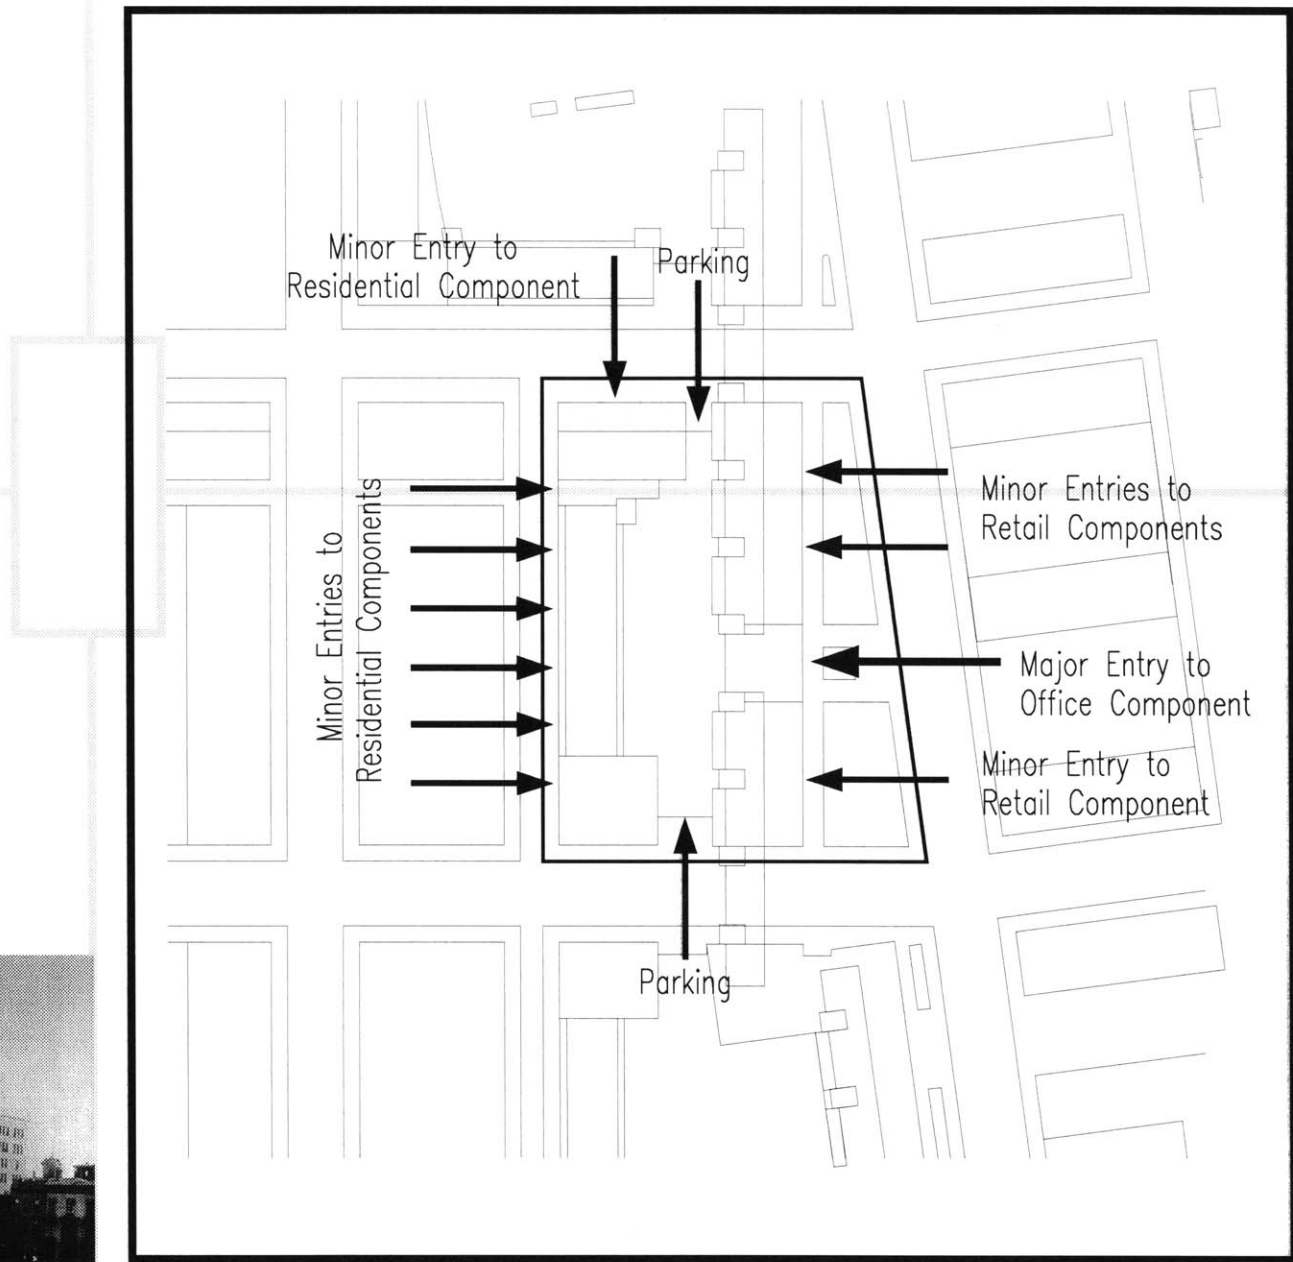 Minor Entry to
Residential Component
Parking
Minor Entries to
Residential Components
Minor Entries to
Retail Components
Major Entry to
Office Component
Minor Entry to
Retail Component
Parking